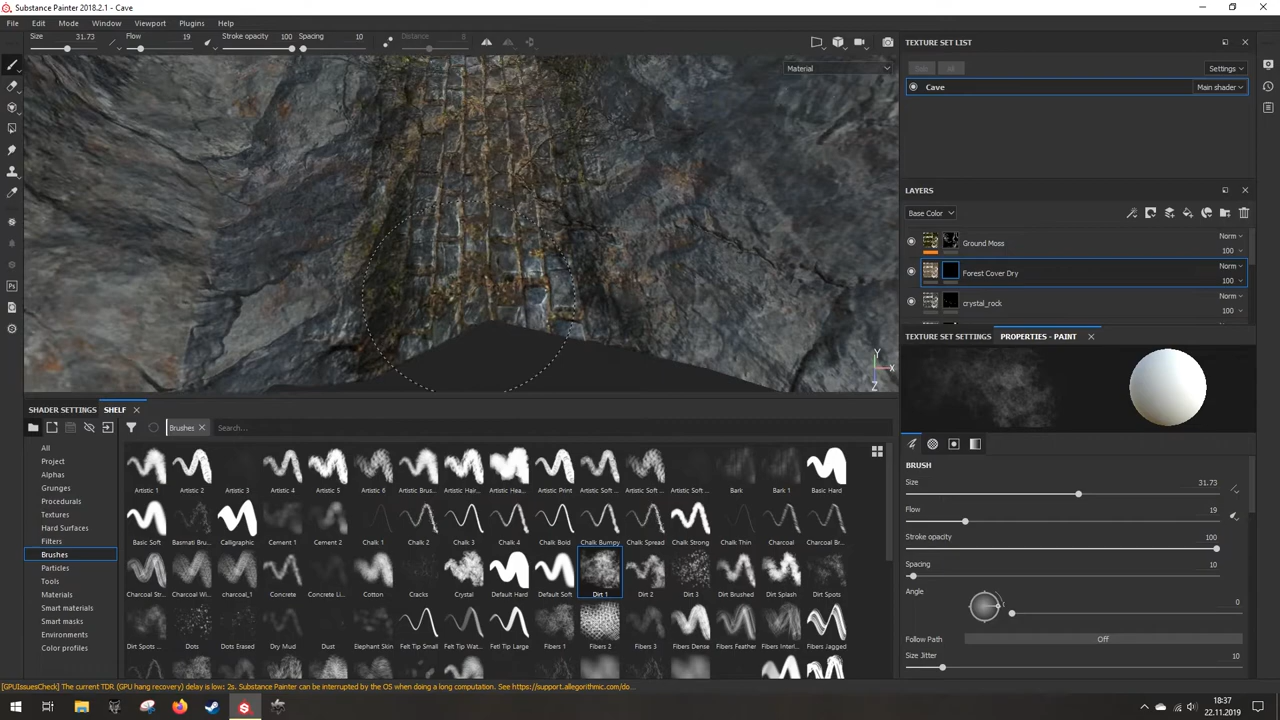 Substance Painter 2018.2.1 - Cave
File Edit Mode Window Viewport Plugins Help
Size 31.73 Flow 19 Stroke opacity 100 Spacing 10 Distance 8
Material
TEXTURE SET LIST
Solo All Settings
Cave Main shader
LAYERS
Base Color
Ground Moss Norm 100
Forest Cover Dry Norm 100
crystal_rock Norm 100
Y
X
Z
TEXTURE SET SETTINGS PROPERTIES - PAINT
SHADER SETTINGS SHELF
Brushes Search...
All
Project
Alphas
Grunges
Procedurals
Textures
Hard Surfaces
Filters
Brushes
Particles
Tools
Materials
Smart materials
Smart masks
Environments
Color profiles
Artistic 1 Artistic 2 Artistic 3 Artistic 4 Artistic 5 Artistic 6 Artistic Brus... Artistic Hair... Artistic Hea... Artistic Print Artistic Soft ... Artistic Soft ... Artistic Soft ... Bark Bark 1 Basic Hard
Basic Soft Basmati Bru... Calligraphic Cement 1 Cement 2 Chalk 1 Chalk 2 Chalk 3 Chalk 4 Chalk Bold Chalk Bumpy Chalk Spread Chalk Strong Chalk Thin Charcoal Charcoal Br...
Charcoal Str... Charcoal Wi... charcoal_1 Concrete Concrete Li... Cotton Cracks Crystal Default Hard Default Soft Dirt 1 Dirt 2 Dirt 3 Dirt Brushed Dirt Splash Dirt Spots
Dirt Spots ... Dots Dots Erased Dry Mud Dust Elephant Skin Felt Tip Small Felt Tip Wat... Fetl Tip Large Fibers 1 Fibers 2 Fibers 3 Fibers Dense Fibers Feather Fibers Interl... Fibers Jagged
BRUSH
Size 31.73
Flow 19
Stroke opacity 100
Spacing 10
Angle 0
Follow Path Off
Size Jitter 10
[GPUIssuesCheck] The current TDR (GPU hang recovery) delay is low: 2s. Substance Painter can be interrupted by the OS when doing a long computation. See https://support.allegorithmic.com/do...
Ps
18:37
22.11.2019